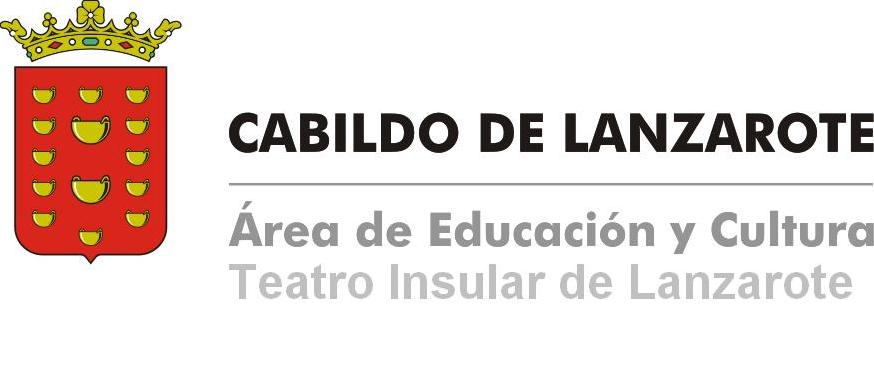 CABILDO DE LANZAROTE
Área de Educación y Cultura
Teatro Insular de Lanzarote